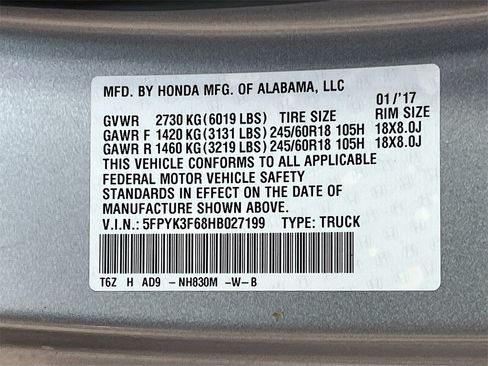 MFD. BY HONDA MFG. OF ALABAMA, LLC
01/'17
GVWR 2730 KG(6019 LBS) TIRE SIZE RIM SIZE
GAWR F 1420 KG(3131 LBS) 245/60R18 105H 18X8.0J
GAWR R 1460 KG(3219 LBS) 245/60R18 105H 18X8.0J
THIS VEHICLE CONFORMS TO ALL APPLICABLE
FEDERAL MOTOR VEHICLE SAFETY
STANDARDS IN EFFECT ON THE DATE OF
MANUFACTURE SHOWN ABOVE.
V.I.N.: 5FPYK3F68HB027199 TYPE: TRUCK
T6Z H AD9 -NH830M -W-B